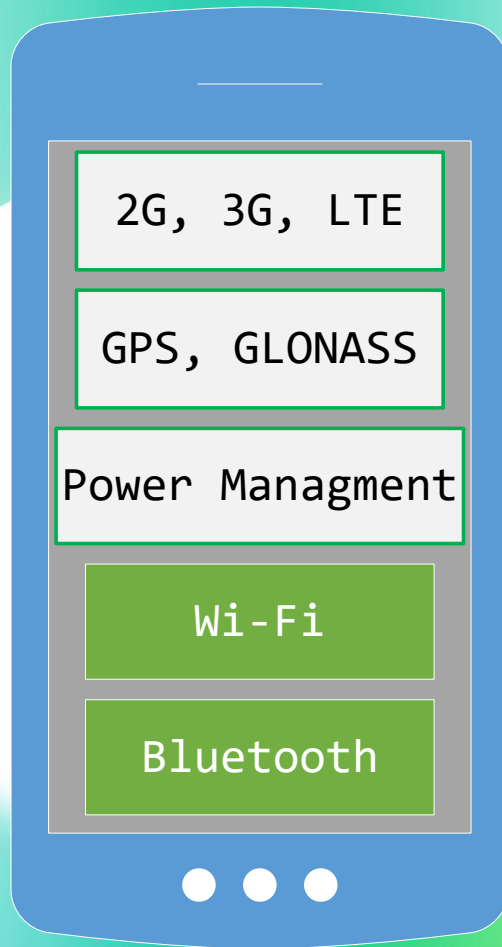 2G, 3G, LTE
GPS, GLONASS
Power Managment
Wi-Fi
Bluetooth